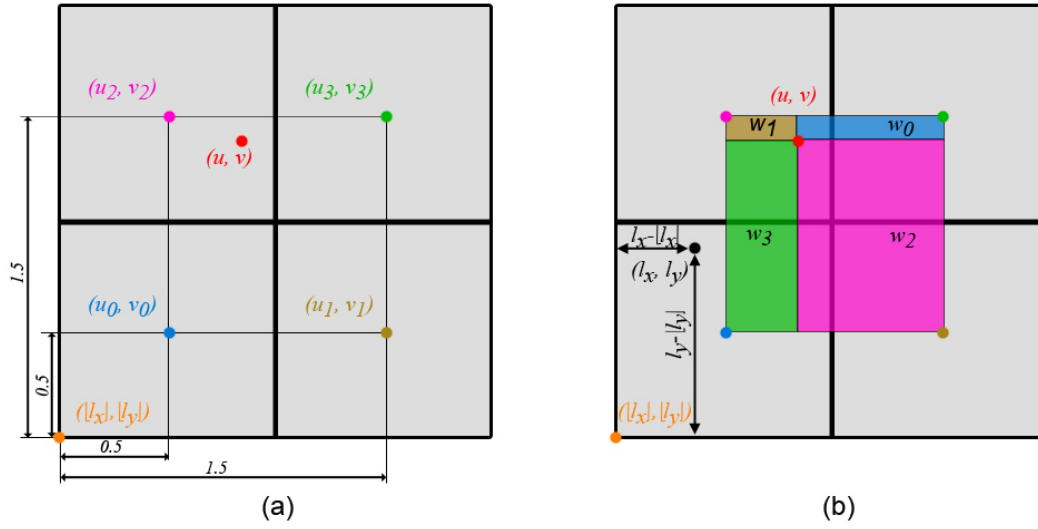 (u2, v2)
(u3, v3)
(u, v)
1.5
(u0, v0)
(u1, v1)
0.5
(⌊lx⌋, ⌊ly⌋)
0.5
1.5
(a)
(u, v)
w1
w0
w3
w2
lx-⌊lx⌋
(lx, ly)
ly-⌊ly⌋
(⌊lx⌋, ⌊ly⌋)
(b)